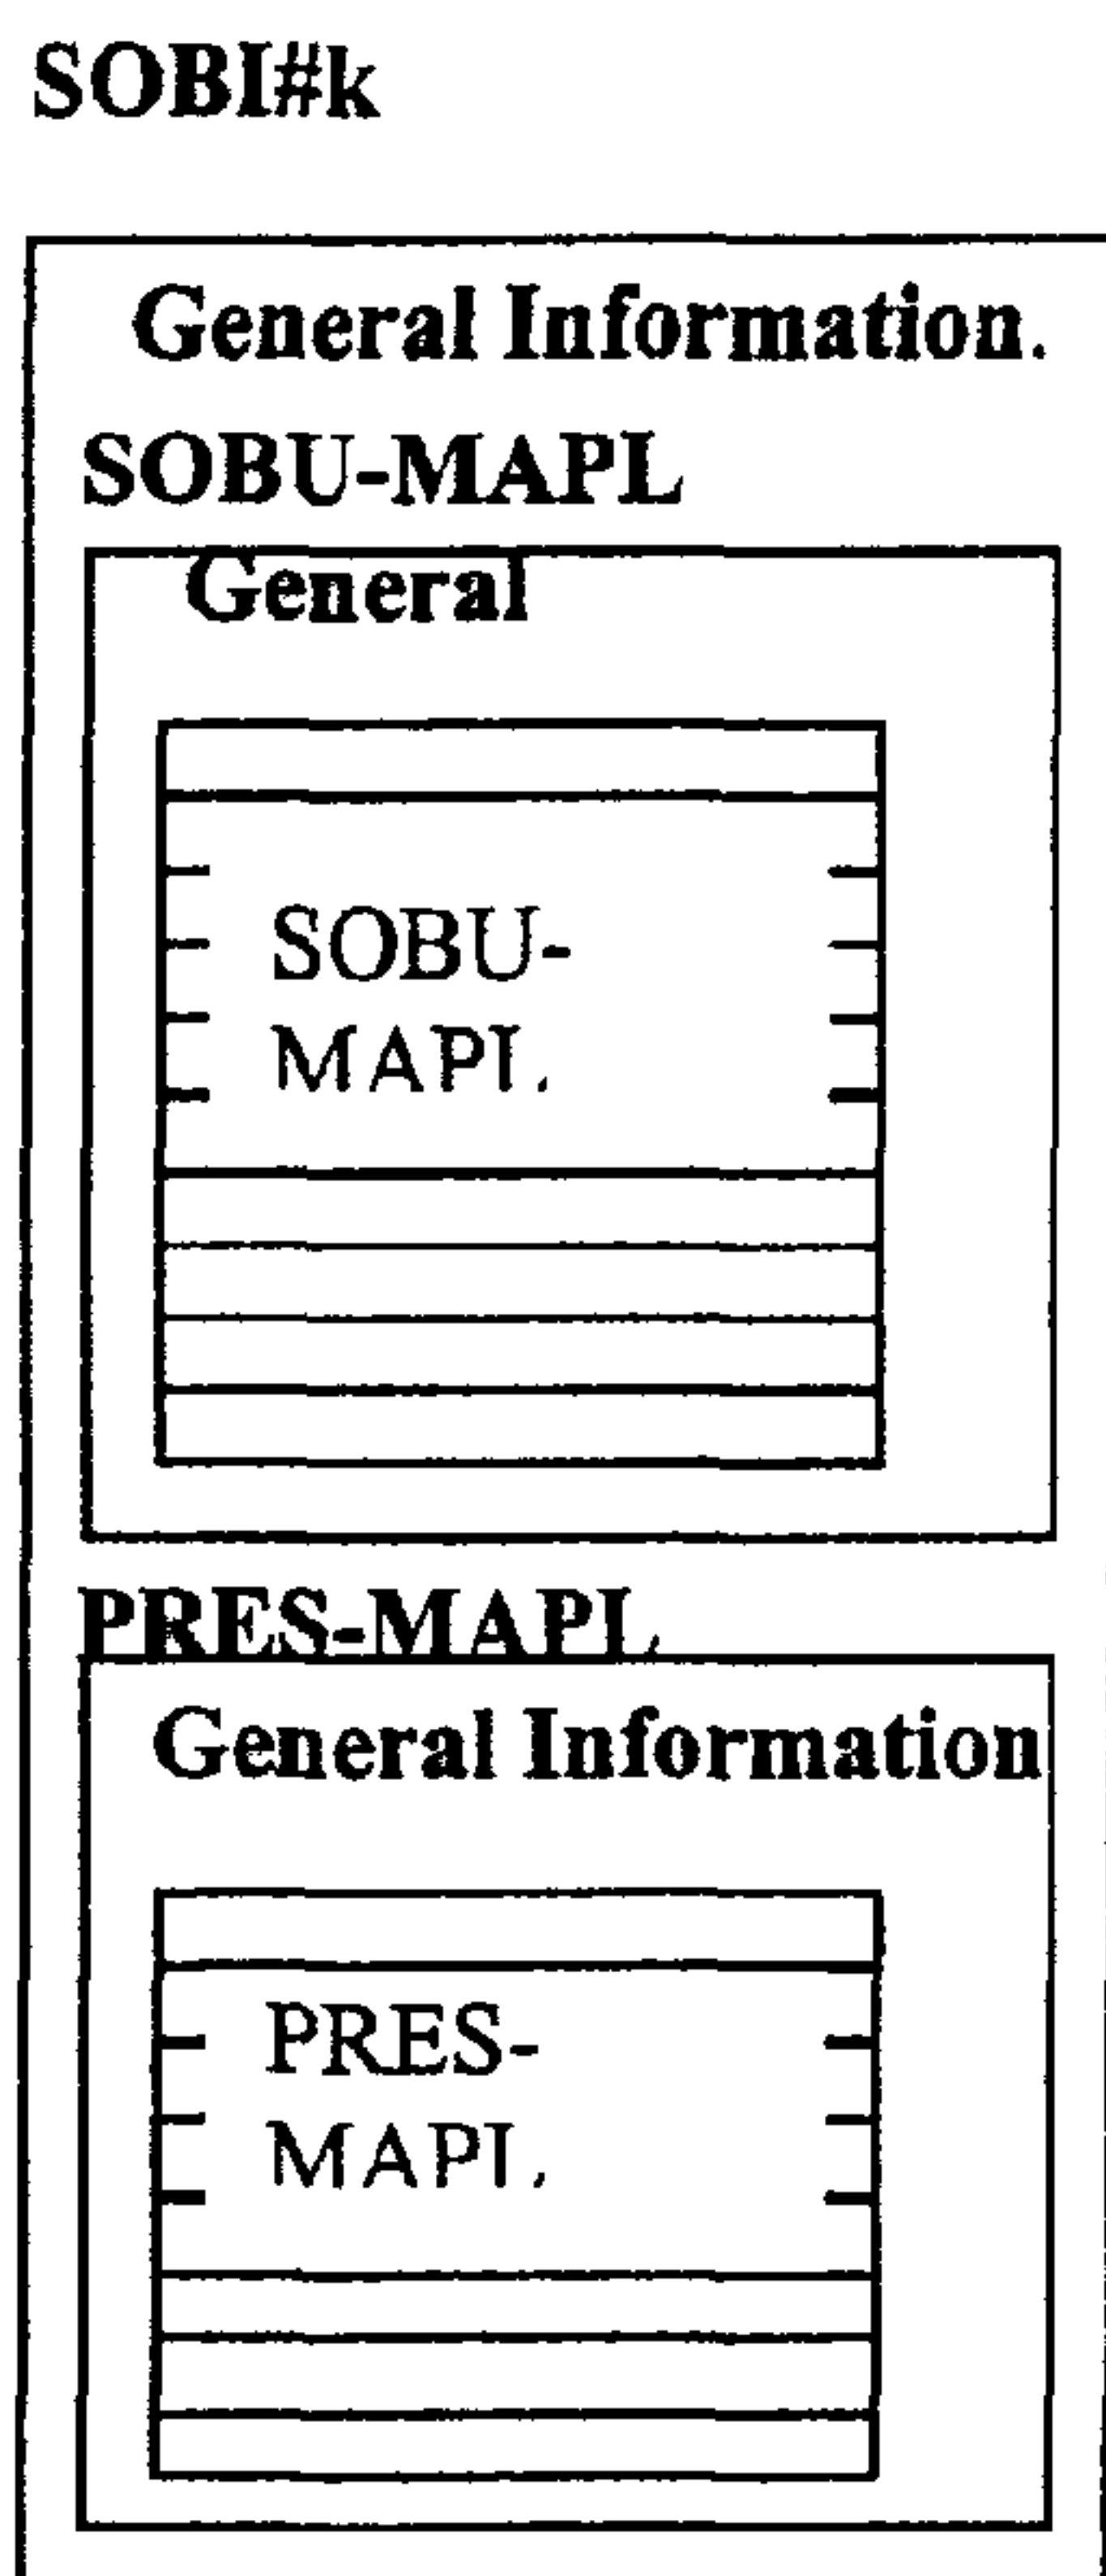 SOBI#k
General Information.
SOBU-MAPL
General
SOBU-
MAPL
PRES-MAPL
General Information
PRES-
MAPL